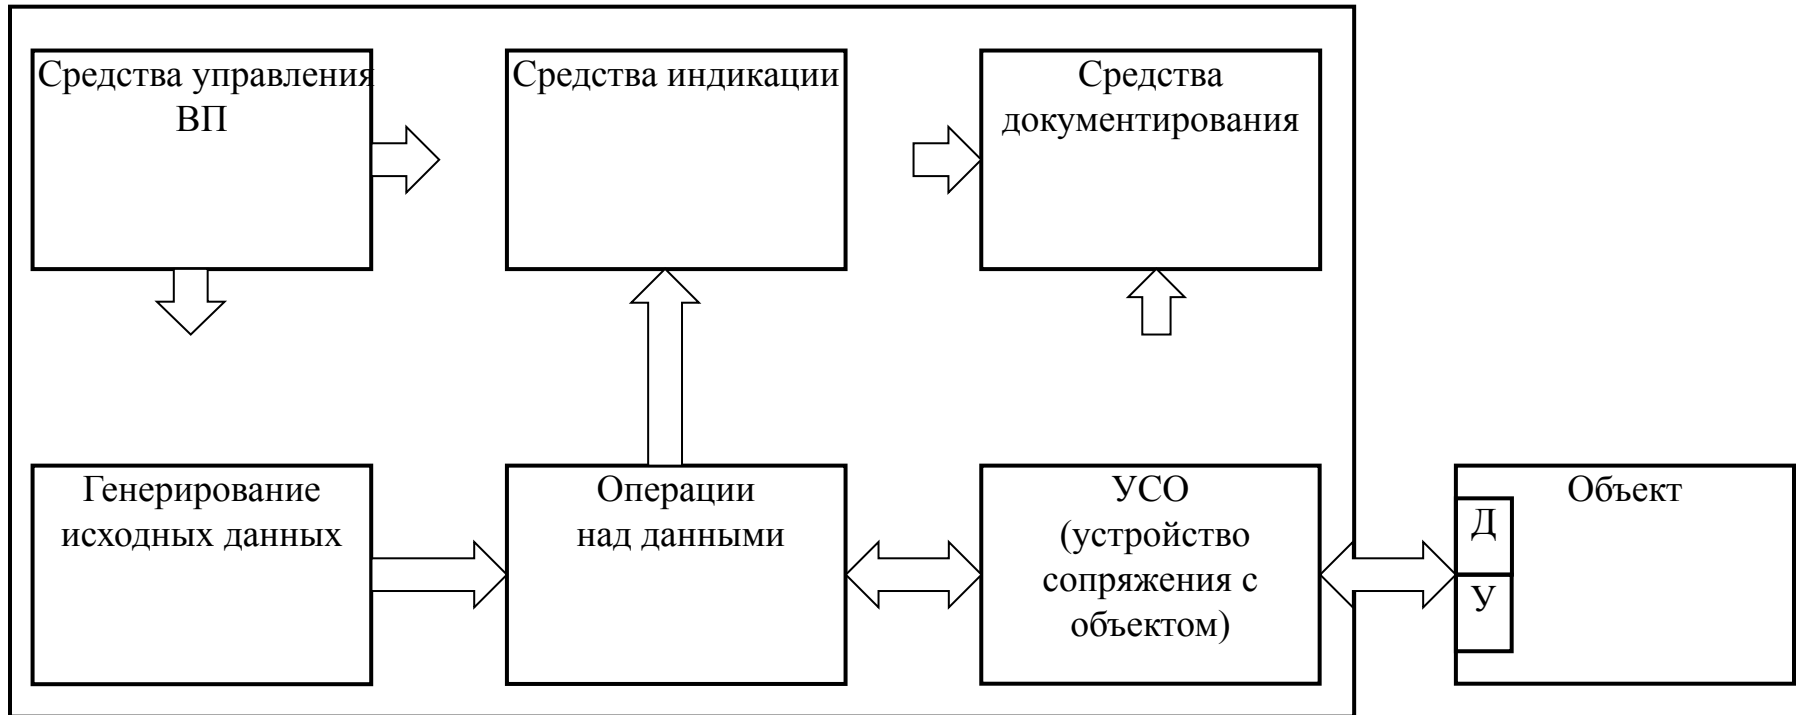 Средства управления
ВП
Средства индикации
Средства
документирования
Генерирование
исходных данных
Операции
над данными
УСО
(устройство
сопряжения с
объектом)
Объект
Д
У